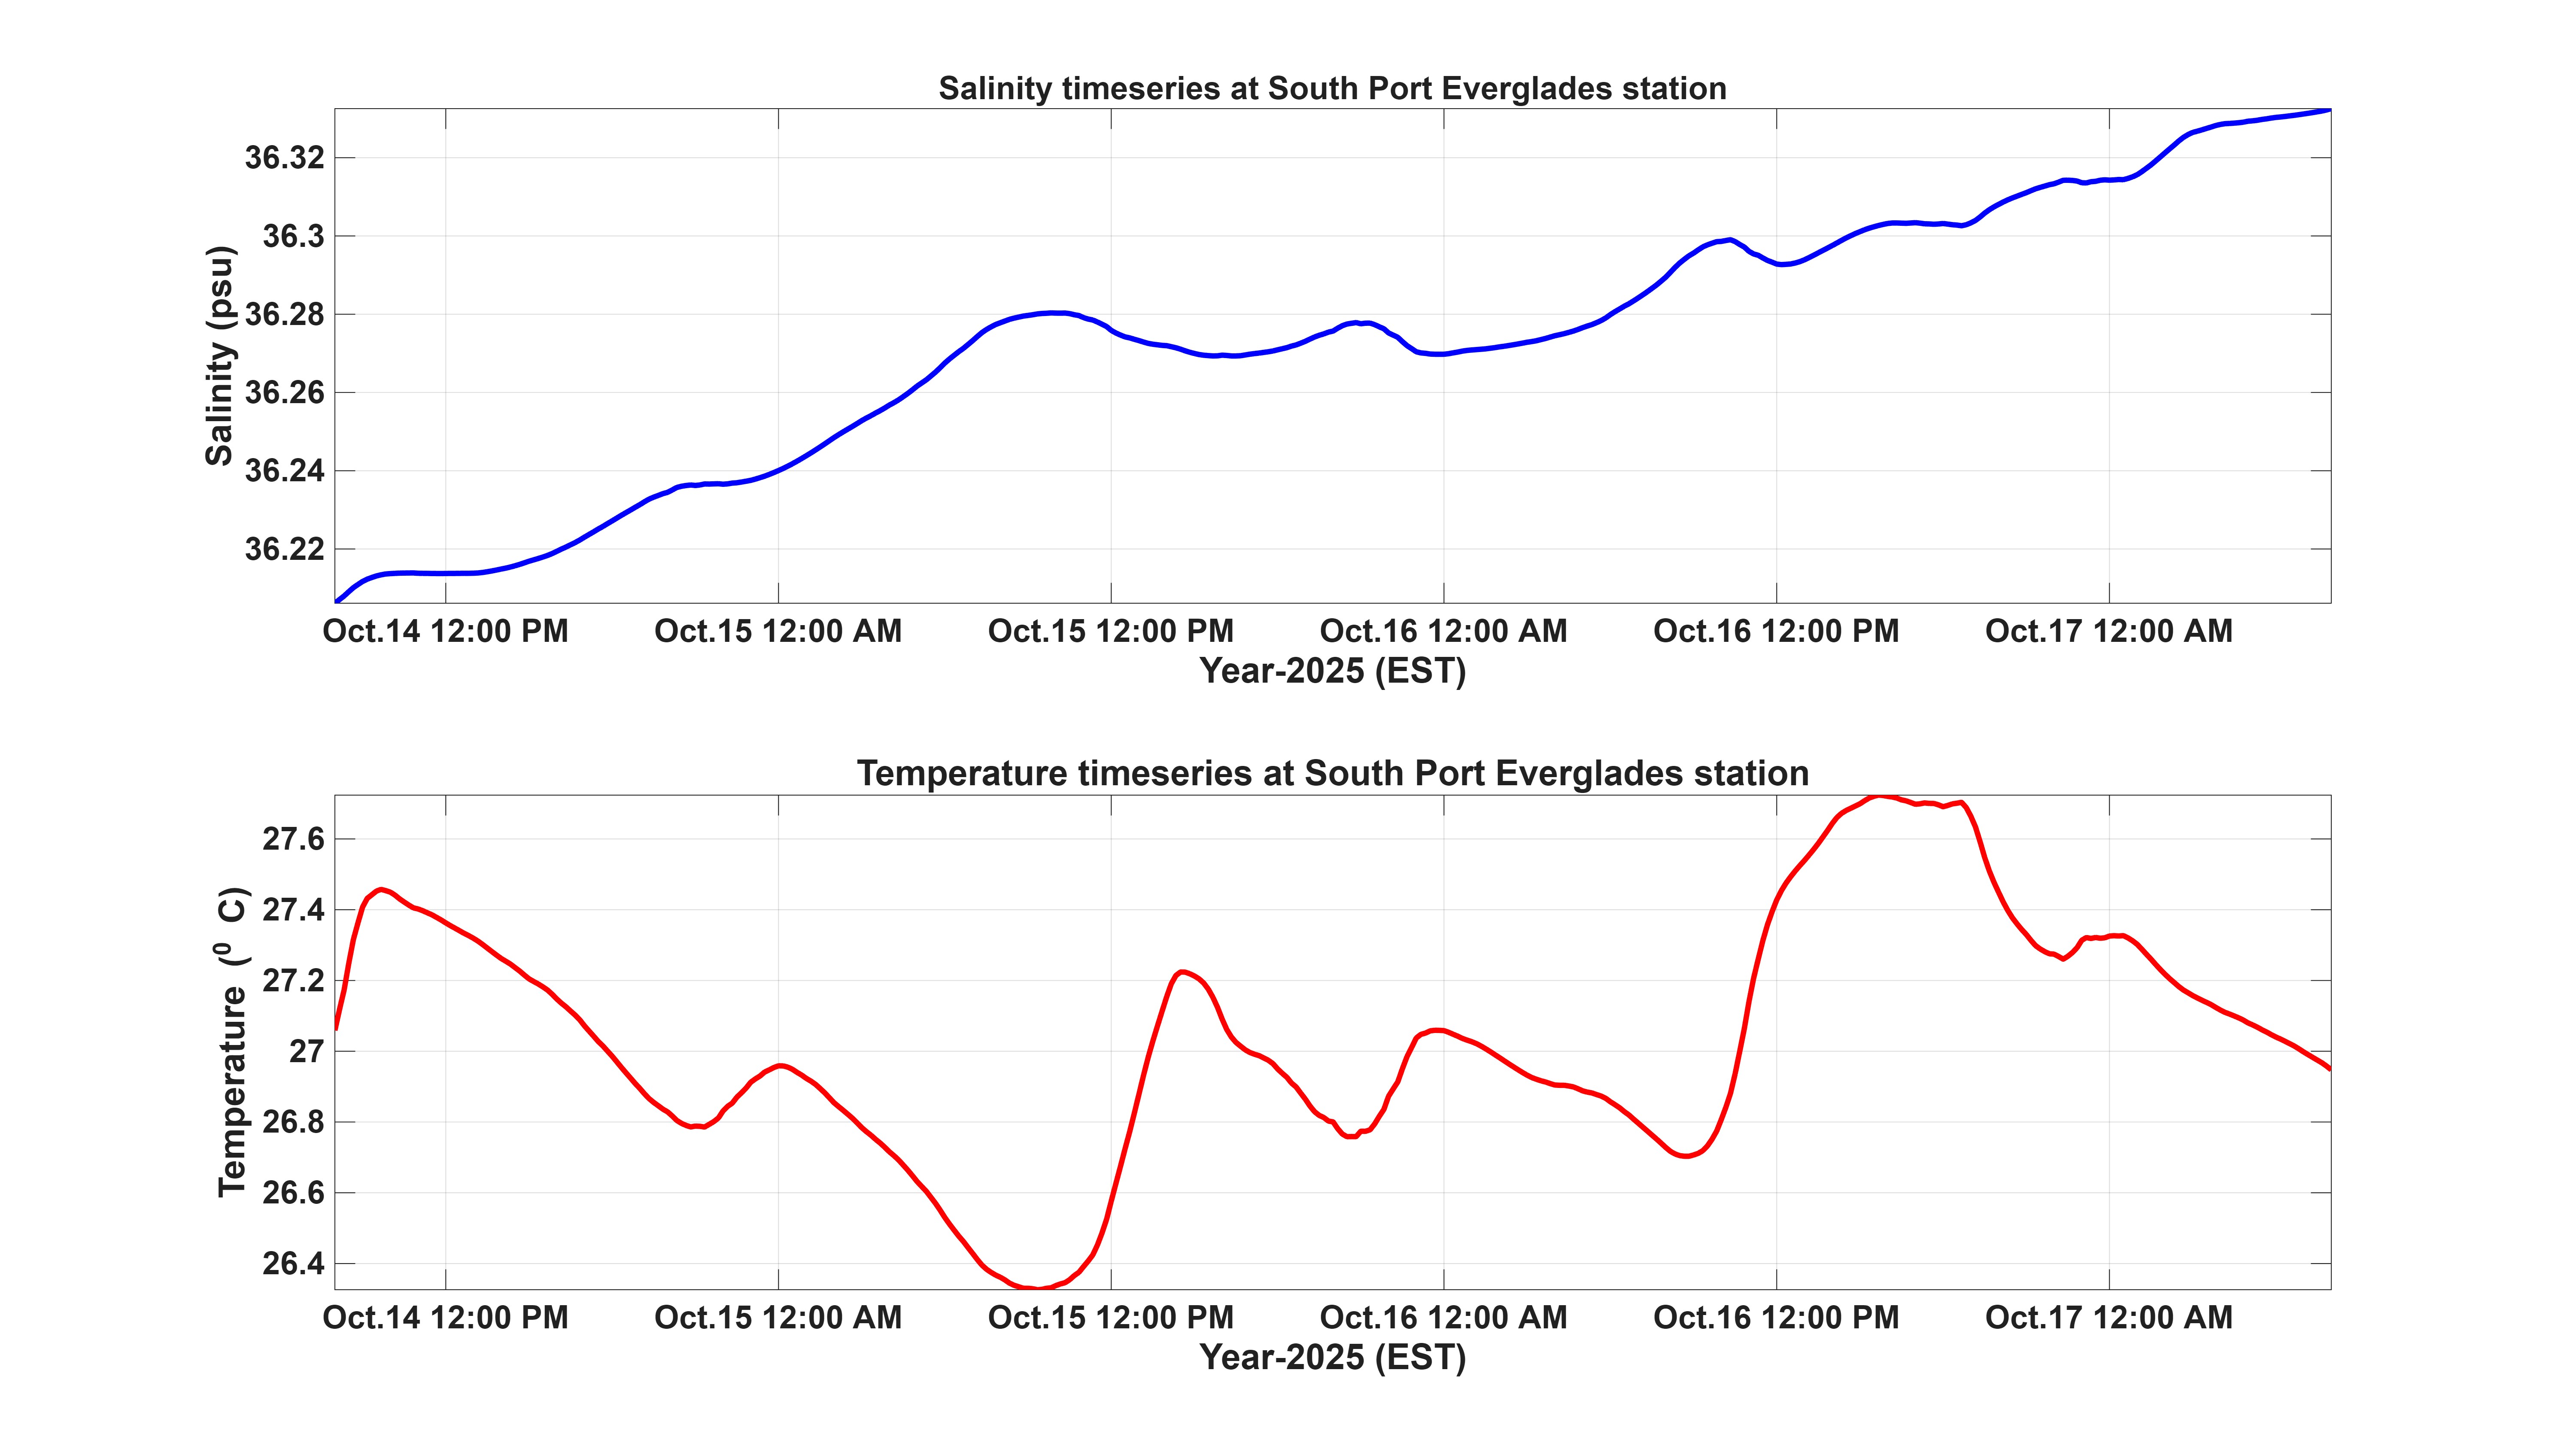 Salinity timeseries at South Port Everglades station
Salinity (psu)
36.32
36.3
36.28
36.26
36.24
36.22
Oct.14 12:00 PM Oct.15 12:00 AM Oct.15 12:00 PM Oct.16 12:00 AM Oct.16 12:00 PM Oct.17 12:00 AM
Year-2025 (EST)
Temperature timeseries at South Port Everglades station
Temperature (⁰ C)
27.6
27.4
27.2
27
26.8
26.6
26.4
Oct.14 12:00 PM Oct.15 12:00 AM Oct.15 12:00 PM Oct.16 12:00 AM Oct.16 12:00 PM Oct.17 12:00 AM
Year-2025 (EST)